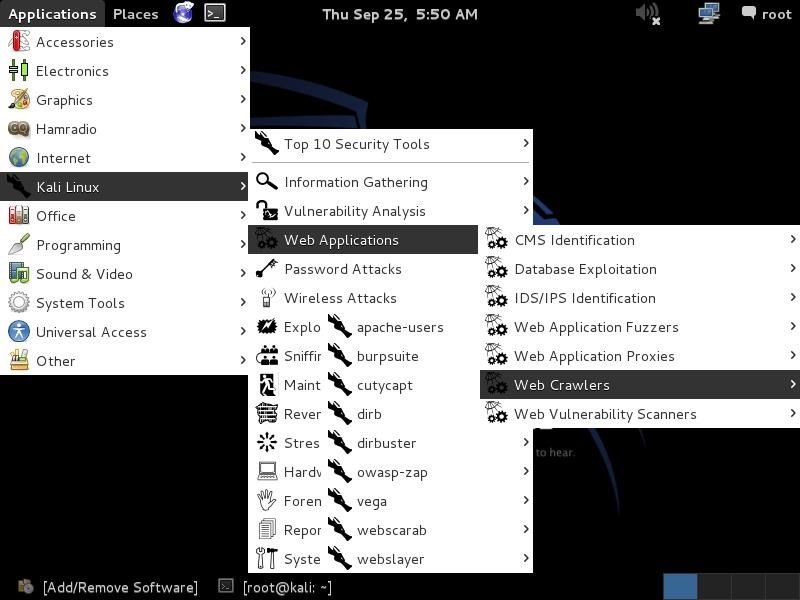 Applications Places Thu Sep 25, 5:50 AM root
Accessories
Electronics
Graphics
Hamradio
Internet
Kali Linux
Office
Programming
Sound & Video
System Tools
Universal Access
Other
Top 10 Security Tools
Information Gathering
Vulnerability Analysis
Web Applications
Password Attacks
Wireless Attacks
Explo
Sniffin
Maint
Rever
Stres
Hardw
Foren
Repor
Syste
apache-users
burpsuite
cutycapt
dirb
dirbuster
owasp-zap
vega
webscarab
webslayer
CMS Identification
Database Exploitation
IDS/IPS Identification
Web Application Fuzzers
Web Application Proxies
Web Crawlers
Web Vulnerability Scanners
to hear.
[Add/Remove Software] [root@kali: ~]